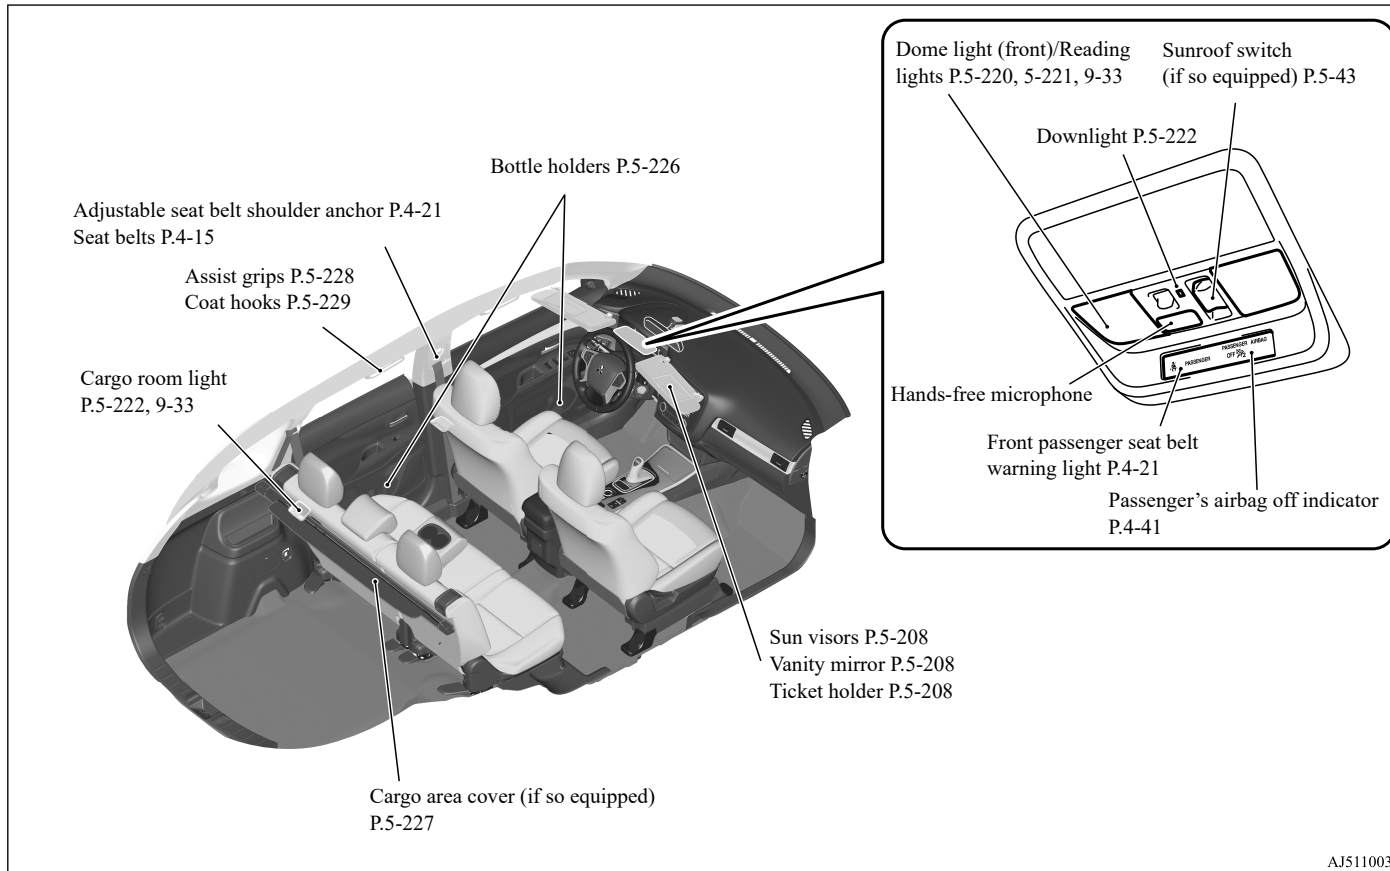 Dome light (front)/Reading
lights P.5-220, 5-221, 9-33
Sunroof switch
(if so equipped) P.5-43
Downlight P.5-222
Bottle holders P.5-226
Adjustable seat belt shoulder anchor P.4-21
Seat belts P.4-15
Assist grips P.5-228
Coat hooks P.5-229
Cargo room light
P.5-222, 9-33
PASSENGER
PASSENGER AIRBAG
OFF
Hands-free microphone
Front passenger seat belt
warning light P.4-21
Passenger’s airbag off indicator
P.4-41
Sun visors P.5-208
Vanity mirror P.5-208
Ticket holder P.5-208
Cargo area cover (if so equipped)
P.5-227
AJ511003